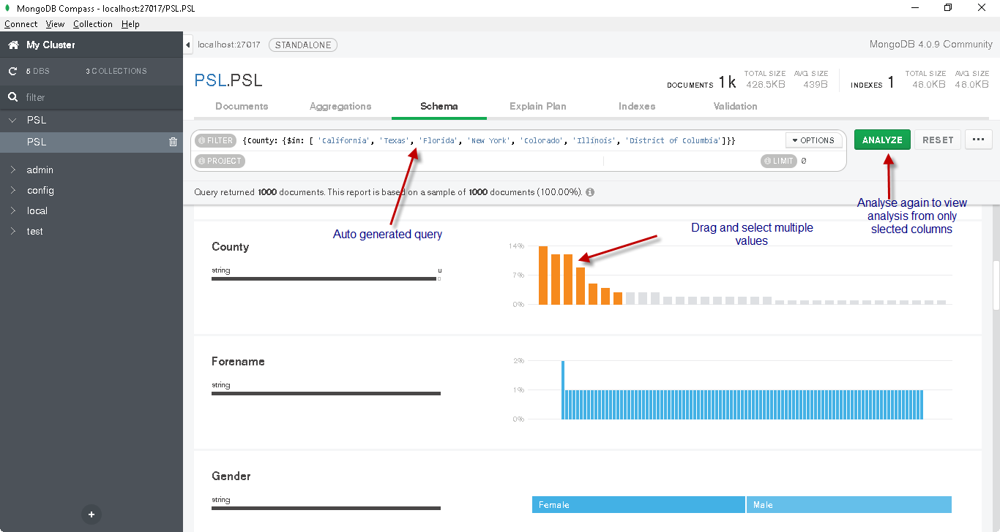 MongoDB Compass - localhost:27017/PSL.PSL
Connect View Collection Help
My Cluster
localhost:27017 STANDALONE
MongoDB 4.0.9 Community
5 DBS 3 COLLECTIONS
filter
PSL
PSL
admin
config
local
test
PSL.PSL
DOCUMENTS 1k TOTAL SIZE 428.5KB AVG. SIZE 439B
INDEXES 1 TOTAL SIZE 48.0KB AVG. SIZE 48.0KB
Documents Aggregations Schema Explain Plan Indexes Validation
FILTER {County: {$in: [ 'California', 'Texas', 'Florida', 'New York', 'Colorado', 'Illinois', 'District of Columbia']}} OPTIONS ANALYZE RESET ...
PROJECT LIMIT 0
Query returned 1000 documents. This report is based on a sample of 1000 documents (100.00%).
Auto generated query
Drag and select multiple
values
Analyse again to view
analysis from only
slected columns
County
string u
14%
7%
0%
Forename
string
2%
1%
0%
Gender
string
Female Male